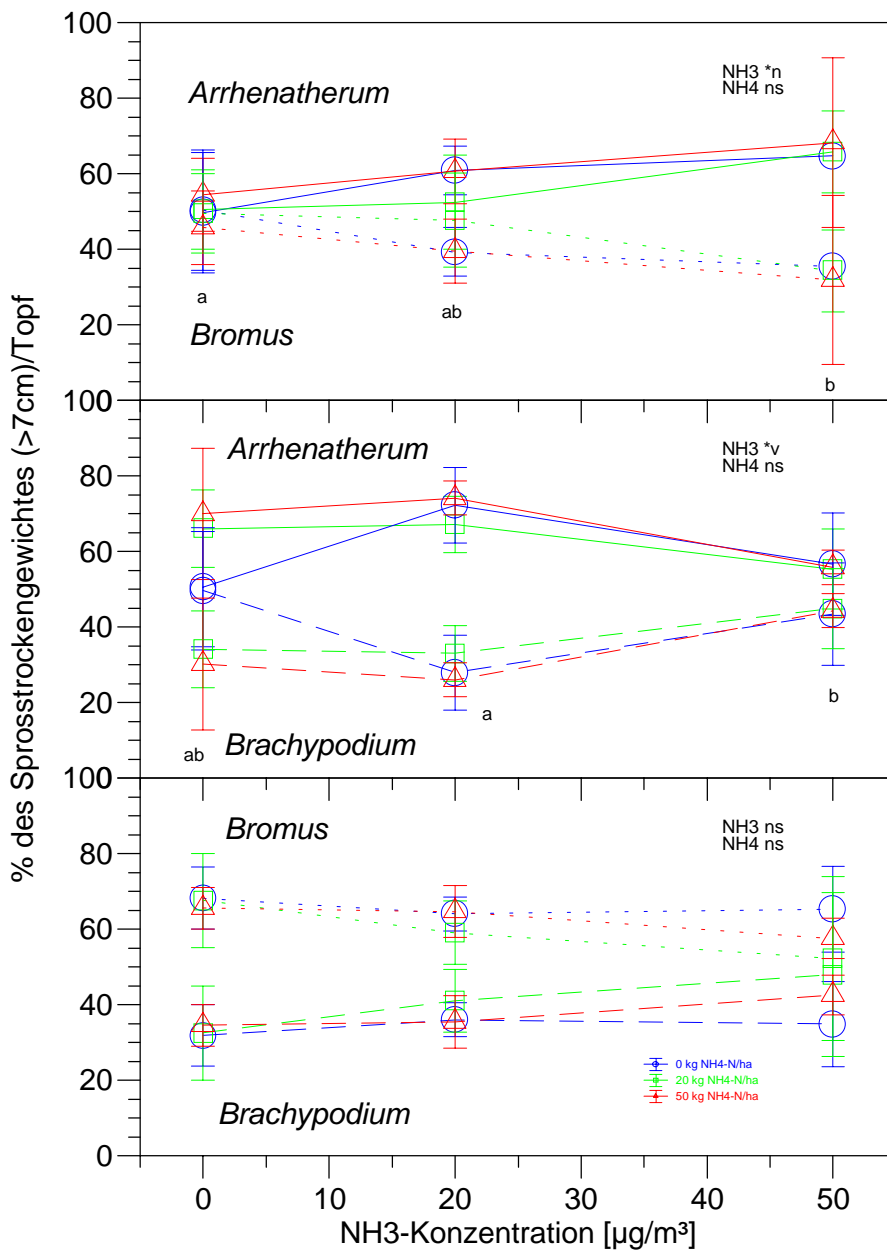 % des Sprosstrockengewichtes (>7cm)/Topf
100
80
60
40
20
0
Arrhenatherum
NH3 *n
NH4 ns
a
ab
b
Bromus
100
80
60
40
20
0
Arrhenatherum
NH3 *v
NH4 ns
ab
a
b
Brachypodium
100
80
60
40
20
0
Bromus
NH3 ns
NH4 ns
0 kg NH4-N/ha
20 kg NH4-N/ha
50 kg NH4-N/ha
Brachypodium
0 10 20 30 40 50
NH3-Konzentration [µg/m³]